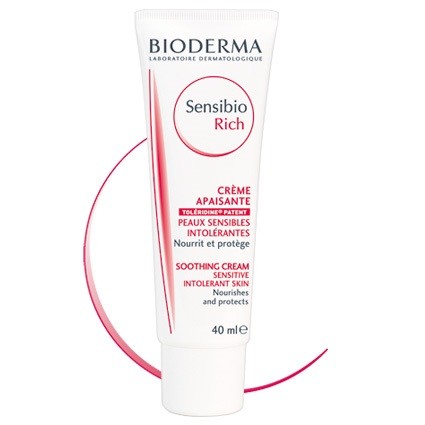 BIODERMA
LABORATOIRE DERMATOLOGIQUE
Sensibio
Rich
CRÈME
APAISANTE
TOLÉRIDINE® PATENT
PEAUX SENSIBLES
INTOLÉRANTES
Nourrit et protège
SOOTHING CREAM
SENSITIVE
INTOLERANT SKIN
Nourishes
and protects
40 ml ℮